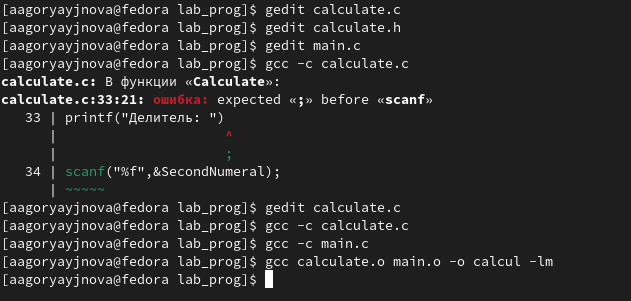 [aagoryayjnova@fedora lab_prog]$ gedit calculate.c
[aagoryayjnova@fedora lab_prog]$ gedit calculate.h
[aagoryayjnova@fedora lab_prog]$ gedit main.c
[aagoryayjnova@fedora lab_prog]$ gcc -c calculate.c
calculate.c: В функции «Calculate»:
calculate.c:33:21: ошибка: expected «;» before «scanf»
   33 | printf("Делитель: ")
      |                     ^
      |                     ;
   34 | scanf("%f",&SecondNumeral);
      | ~~~~~
[aagoryayjnova@fedora lab_prog]$ gedit calculate.c
[aagoryayjnova@fedora lab_prog]$ gcc -c calculate.c
[aagoryayjnova@fedora lab_prog]$ gcc -c main.c
[aagoryayjnova@fedora lab_prog]$ gcc calculate.o main.o -o calcul -lm
[aagoryayjnova@fedora lab_prog]$